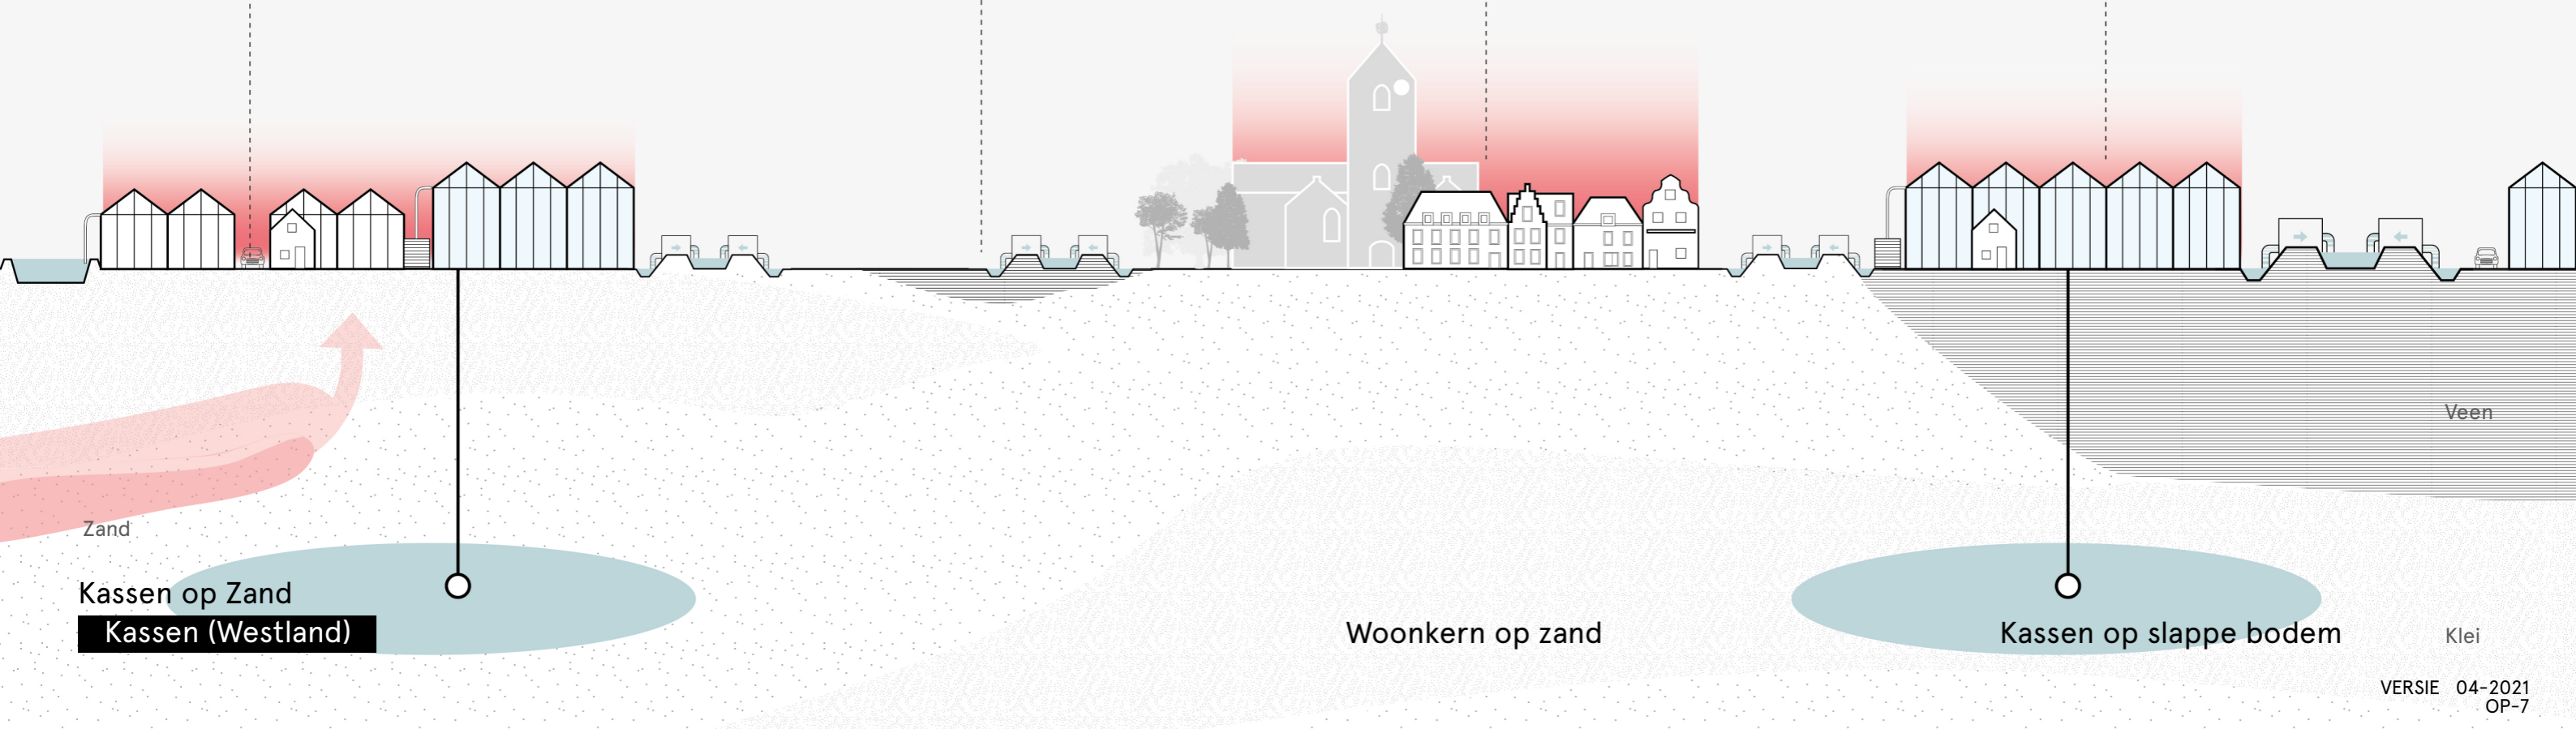 Veen
Zand
Kassen op Zand
Kassen (Westland)
Woonkern op zand
Kassen op slappe bodem
Klei
VERSIE 04-2021
OP-7